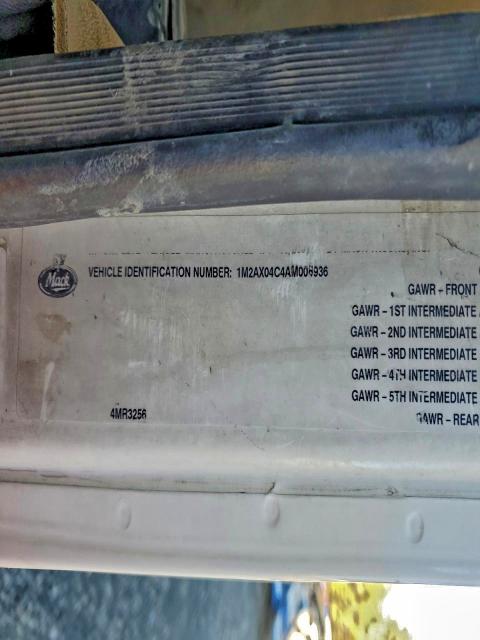 Mack
VEHICLE IDENTIFICATION NUMBER: 1M2AX04C4AM006936
GAWR – FRONT
GAWR – 1ST INTERMEDIATE
GAWR – 2ND INTERMEDIATE
GAWR – 3RD INTERMEDIATE
GAWR – 4TH INTERMEDIATE
GAWR – 5TH INTERMEDIATE
4MR3256
GAWR – REAR